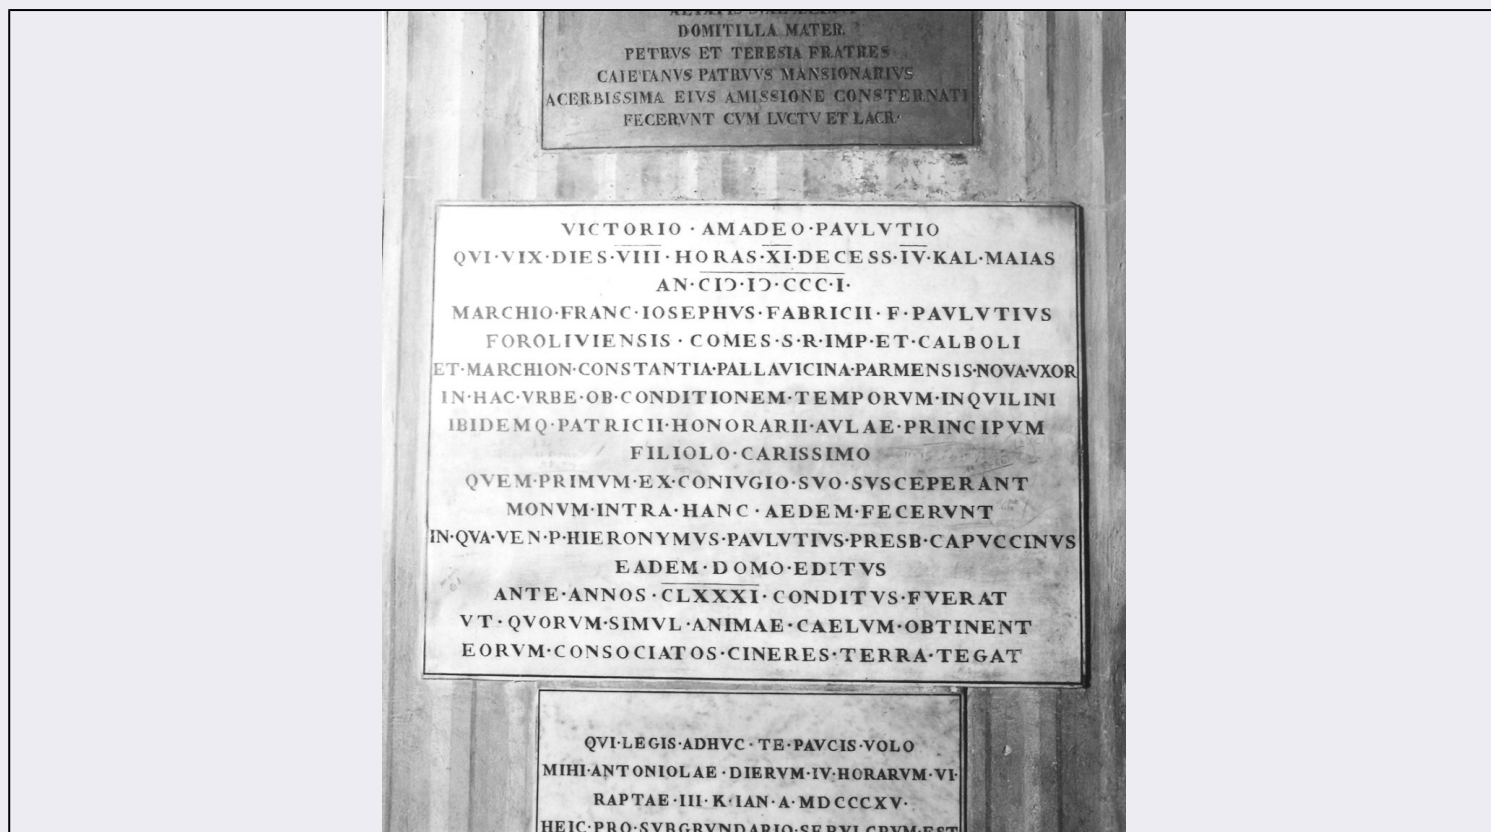 DOMITILLA MATER.
PETRVS ET TERESIA FRATRES
CAIETANVS PATRVVS MANSIONARIVS
ACERBISSIMA EIVS AMISSIONE CONSTERNATI
FECERVNT CVM LVCTV ET LACR·
VICTORIO · AMADEO·PAVLVTIO
QVI·VIX·DIES·VIII·HORAS·XI·DECESS·IV·KAL·MAIAS
AN·CIↃ·IↃ·CCC·I·
MARCHIO·FRANC·IOSEPHVS·FABRICII·F·PAVLVTIVS
FOROLIVIENSIS·COMES·S·R·IMP·ET·CALBOLI
ET·MARCHION·CONSTANTIA·PALLAVICINA·PARMENSIS·NOVA·VXOR
IN·HAC·VRBE·OB·CONDITIONEM·TEMPORVM·INQVILINI
IBIDEMQ·PATRICII·HONORARII·AVLAE·PRINCIPVM
FILIOLO·CARISSIMO
QVEM·PRIMVM·EX·CONIVGIO·SVO·SVSCEPERANT
MONVM·INTRA·HANC·AEDEM·FECERVNT
IN·QVA·VEN·P·HIERONYMVS·PAVLVTIVS·PRESB·CAPVCCINVS
EADEM·DOMO·EDITVS
ANTE·ANNOS·CLXXXI·CONDITVS·FVERAT
VT·QVORVM·SIMVL·ANIMAE·CAELVM·OBTINENT
EORVM·CONSOCIATOS·CINERES·TERRA·TEGAT
QVI·LEGIS·ADHVC·TE·PAVCIS·VOLO
MIHI·ANTONIOLAE·DIERVM·IV·HORARVM·VI·
RAPTAE·III·K·IAN·A·MDCCCXV·
HEIC·PRO·SVBGRVNDARIO·SEPVLCRVM·EST